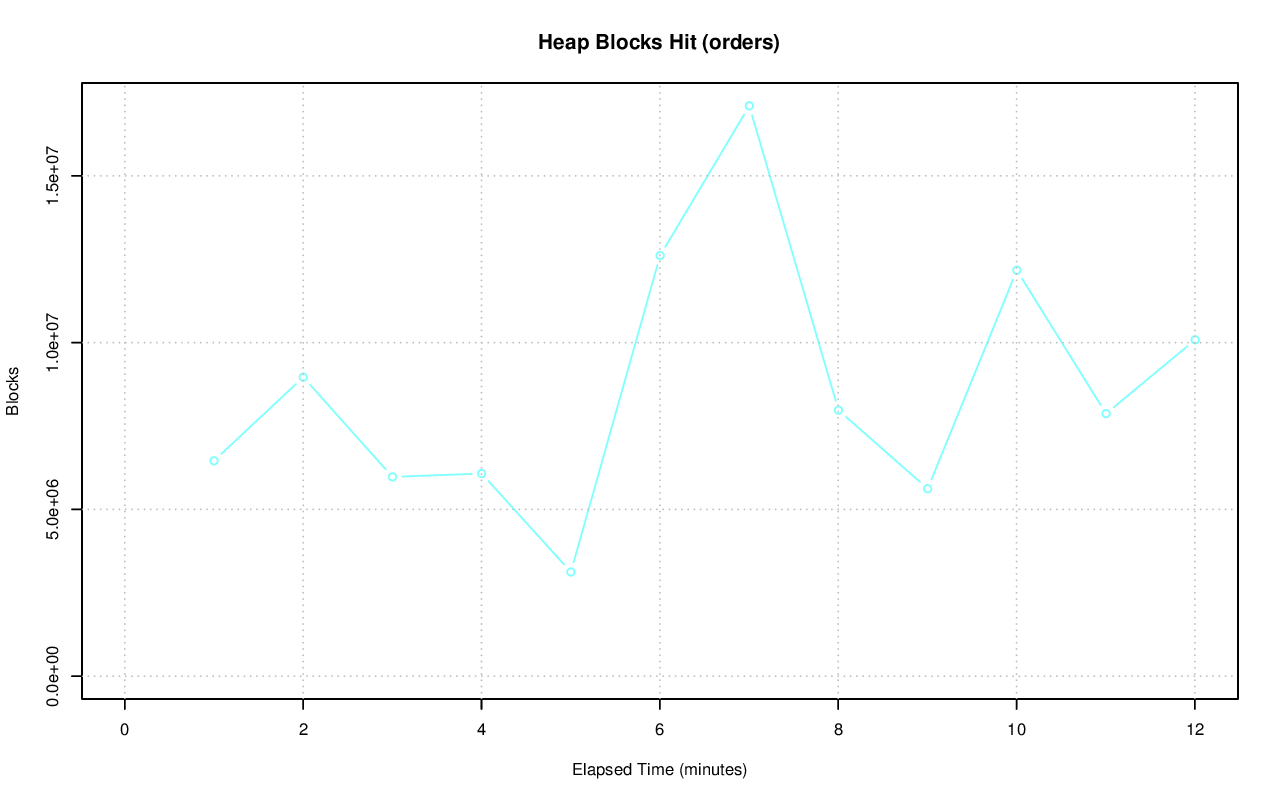 Heap Blocks Hit (orders)
1.5e+07
1.0e+07
5.0e+06
0.0e+00
Blocks
0 2 4 6 8 10 12
Elapsed Time (minutes)